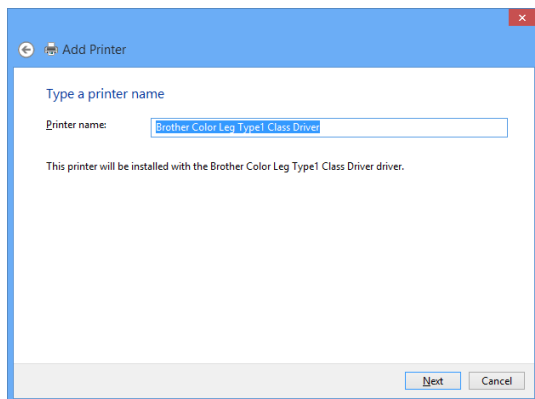 Add Printer
Type a printer name
Printer name:
Brother Color Leg Type1 Class Driver
This printer will be installed with the Brother Color Leg Type1 Class Driver driver.
Next
Cancel